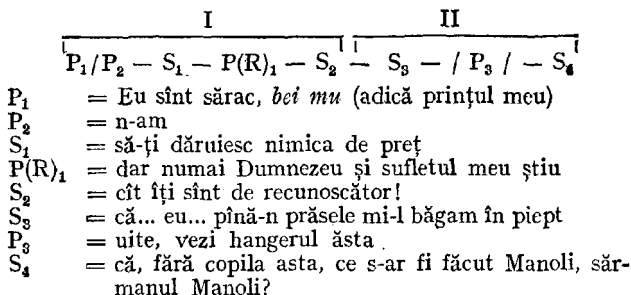 I II
P₁/P₂ — S₁ — P(R)₁ — S₂ — S₃ — / P₃ / — S₄
P₁ = Eu sînt sărac, bei mu (adică prințul meu)
P₂ = n-am
S₁ = să-ți dăruiesc nimica de preț
P(R)₁ = dar numai Dumnezeu și sufletul meu știu
S₂ = cît îți sînt de recunoscător!
S₃ = că... eu... pînă-n prăsele mi-l băgam în piept
P₃ = uite, vezi hangerul ăsta
S₄ = că, fără copila asta, ce s-ar fi făcut Manoli, săr-
manul Manoli?